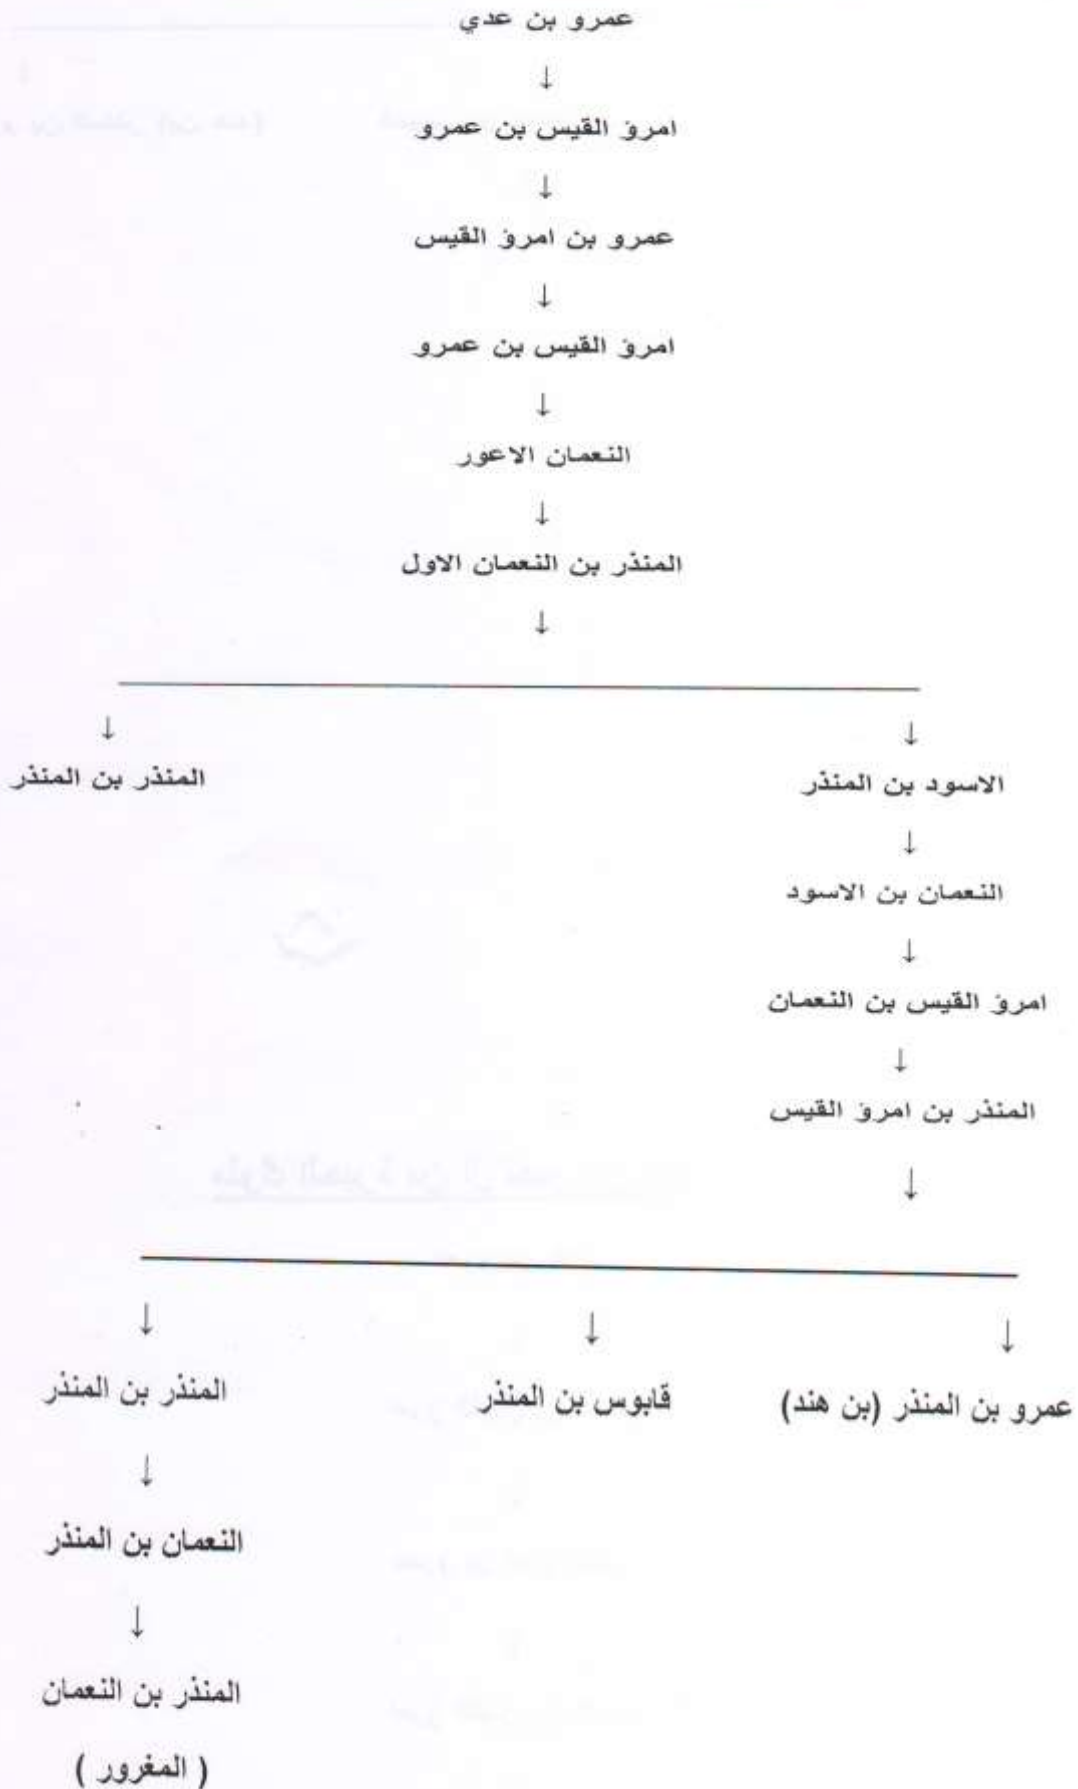 عمرو بن عدي
↓
امرؤ القيس بن عمرو
↓
عمرو بن امرؤ القيس
↓
امرؤ القيس بن عمرو
↓
النعمان الاعور
↓
المنذر بن النعمان الاول
↓
↓ ↓
الاسود بن المنذر المنذر بن المنذر
↓
النعمان بن الاسود
↓
امرؤ القيس بن النعمان
↓
المنذر بن امرؤ القيس
↓
↓ ↓ ↓
عمرو بن المنذر (بن هند) قابوس بن المنذر المنذر بن المنذر
↓
النعمان بن المنذر
↓
المنذر بن النعمان
( المغرور )